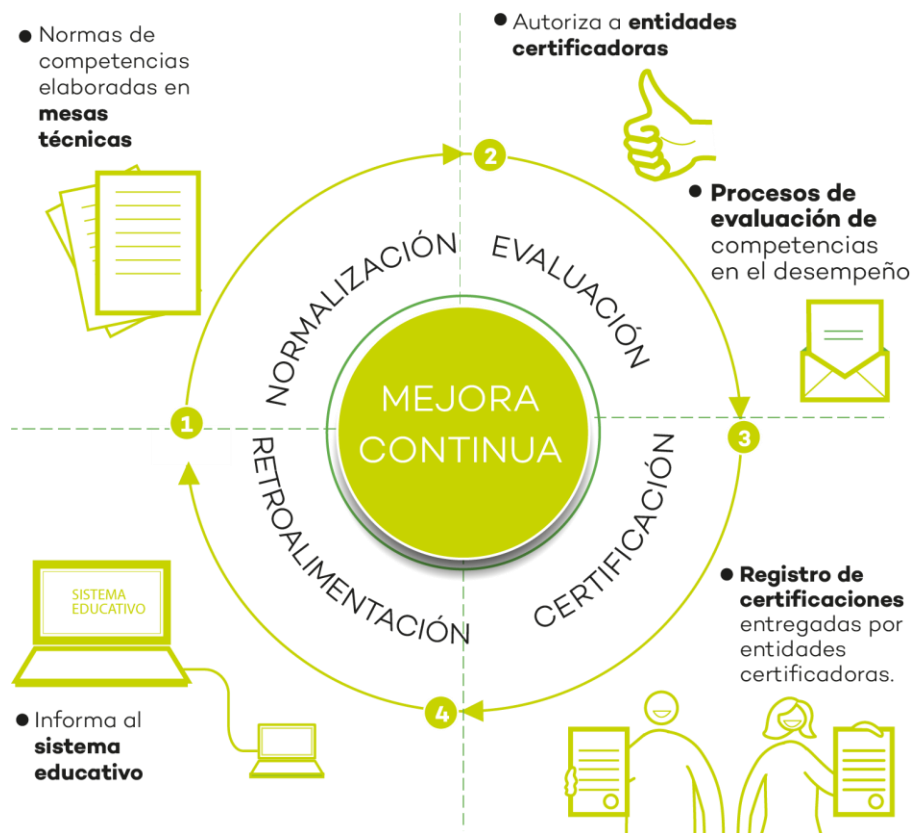 ● Normas de
competencias
elaboradas en
mesas
técnicas
● Autoriza a entidades
certificadoras
● Procesos de
evaluación de
competencias
en el desempeño
NORMALIZACIÓN
EVALUACIÓN
MEJORA
CONTINUA
1
2
3
4
RETROALIMENTACIÓN
CERTIFICACIÓN
SISTEMA
EDUCATIVO
● Informa al
sistema
educativo
● Registro de
certificaciones
entregadas por
entidades
certificadoras.